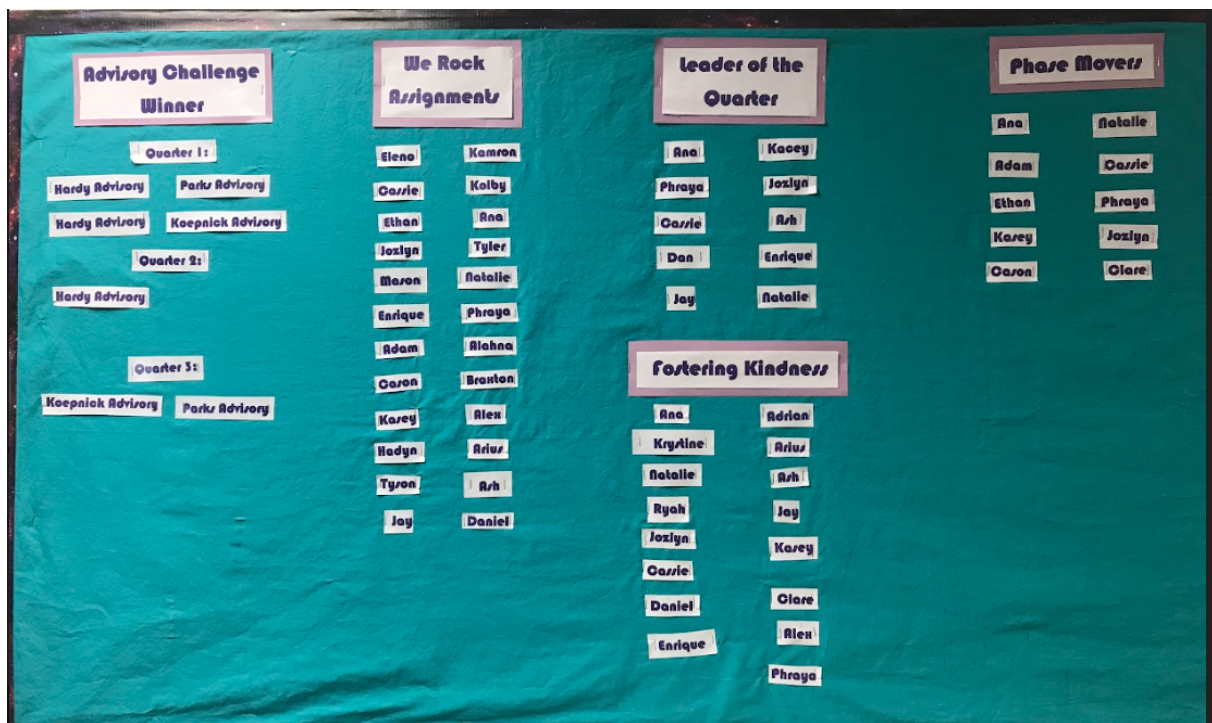 Advisory Challenge
Winner
Quarter 1:
Hardy Advisory Parks Advisory
Hardy Advisory Koepnick Advisory
Quarter 2:
Hardy Advisory
Quarter 3:
Koepnick Advisory Parks Advisory
We Rock
Assignments
Eleno Kamron
Cassie Kolby
Ethan Ana
Jozlyn Tyler
Mason Natalie
Enrique Phraya
Adam Alahna
Cason Braxton
Kasey Alex
Hadyn Arius
Tyson Ash
Jay Daniel
Leader of the
Quarter
Ana Kacey
Phraya Jozlyn
Cassie Ash
Dan Enrique
Jay Natalie
Fostering Kindness
Ana Adrian
Krystine Arius
Natalie Ash
Ryah Jay
Jozlyn Kasey
Cassie
Daniel Clare
Enrique Alex
Phraya
Phase Movers
Ana Natalie
Adam Cassie
Ethan Phraya
Kasey Jozlyn
Cason Clare